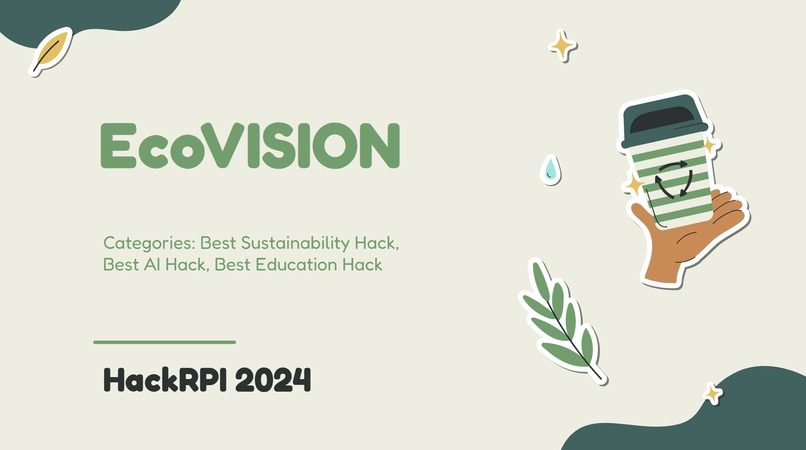 EcoVISION
Categories: Best Sustainability Hack,
Best AI Hack, Best Education Hack
HackRPI 2024